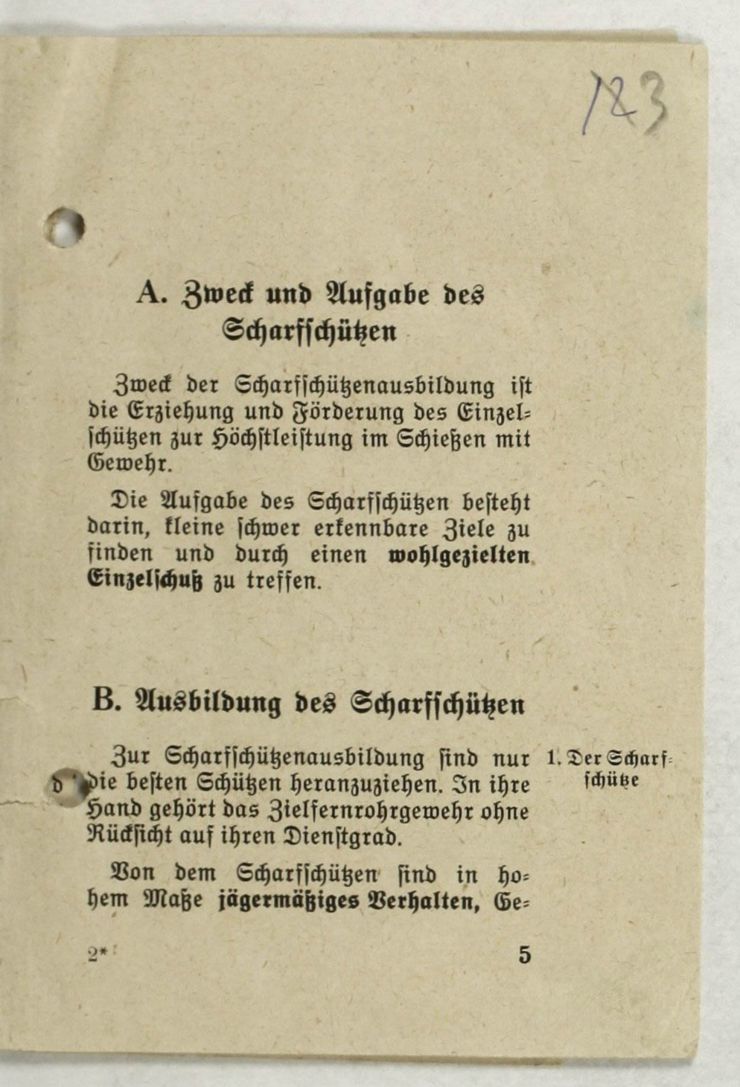 123
A. Zweck und Aufgabe des
Scharfschützen
Zweck der Scharfschützenausbildung ist
die Erziehung und Förderung des Einzel=
schützen zur Höchstleistung im Schießen mit
Gewehr.
Die Aufgabe des Scharfschützen besteht
darin, kleine schwer erkennbare Ziele zu
finden und durch einen wohlgezielten
Einzelschuß zu treffen.
B. Ausbildung des Scharfschützen
Zur Scharfschützenausbildung sind nur
die besten Schützen heranzuziehen. In ihre
Hand gehört das Zielfernrohrgewehr ohne
Rücksicht auf ihren Dienstgrad.
1. Der Scharf=
schütze
Von dem Scharfschützen sind in ho=
hem Maße jägermäßiges Verhalten, Ge=
2*
5